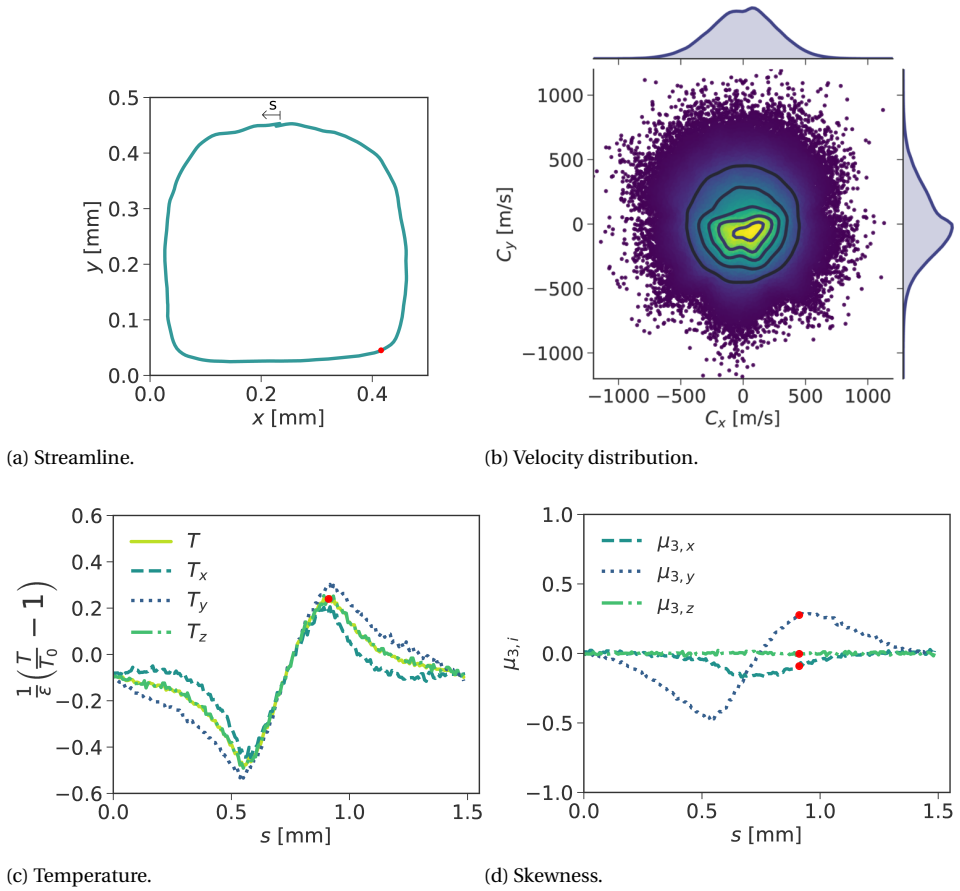 0.5
0.4
0.3
0.2
0.1
0.0
0.0 0.2 0.4
y [mm]
x [mm]
s
(a) Streamline.
1000
500
0
−500
−1000
−1000 −500 0 500 1000
C_y [m/s]
C_x [m/s]
(b) Velocity distribution.
0.6
0.4
0.2
0.0
−0.2
−0.4
−0.6
0.0 0.5 1.0 1.5
1/ε (T/T_0 − 1)
s [mm]
T
T_x
T_y
T_z
(c) Temperature.
1.0
0.5
0.0
−0.5
−1.0
0.0 0.5 1.0 1.5
μ_{3,i}
s [mm]
μ_{3,x}
μ_{3,y}
μ_{3,z}
(d) Skewness.